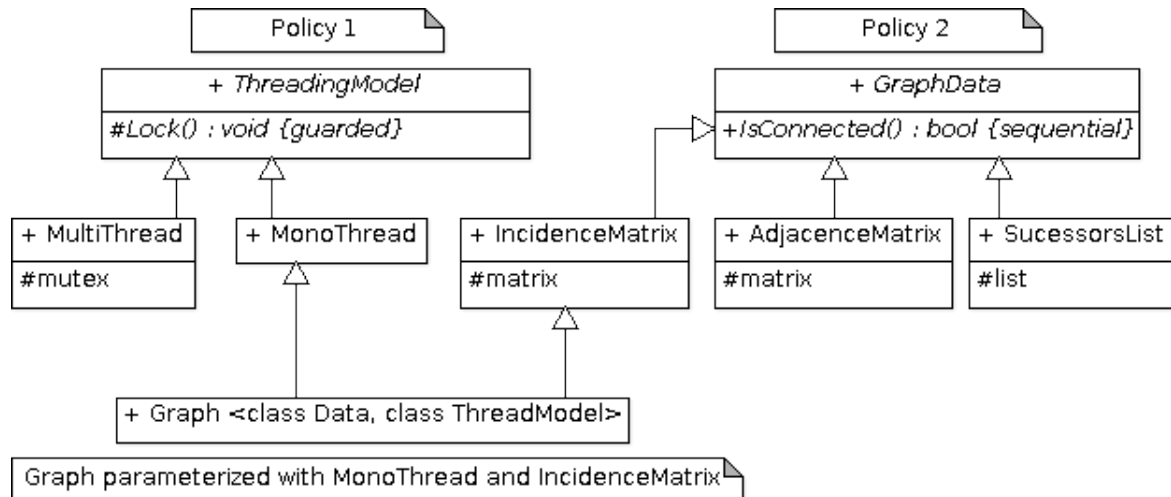 Policy 1
Policy 2
+ ThreadingModel
#Lock() : void {guarded}
+ GraphData
+IsConnected() : bool {sequential}
+ MultiThread
#mutex
+ MonoThread
+ IncidenceMatrix
#matrix
+ AdjacenceMatrix
#matrix
+ SucessorsList
#list
+ Graph <class Data, class ThreadModel>
Graph parameterized with MonoThread and IncidenceMatrix